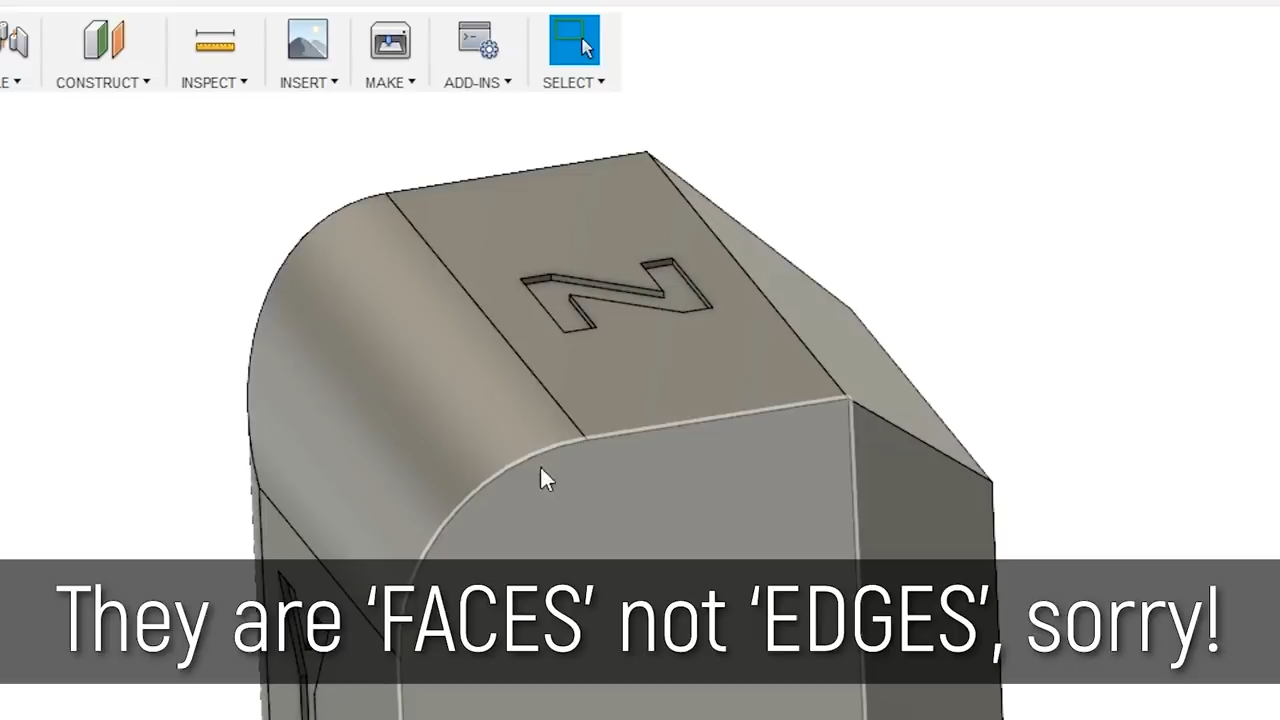 CONSTRUCT INSPECT INSERT MAKE ADD-INS SELECT
N
They are ‘FACES’ not ‘EDGES’, sorry!